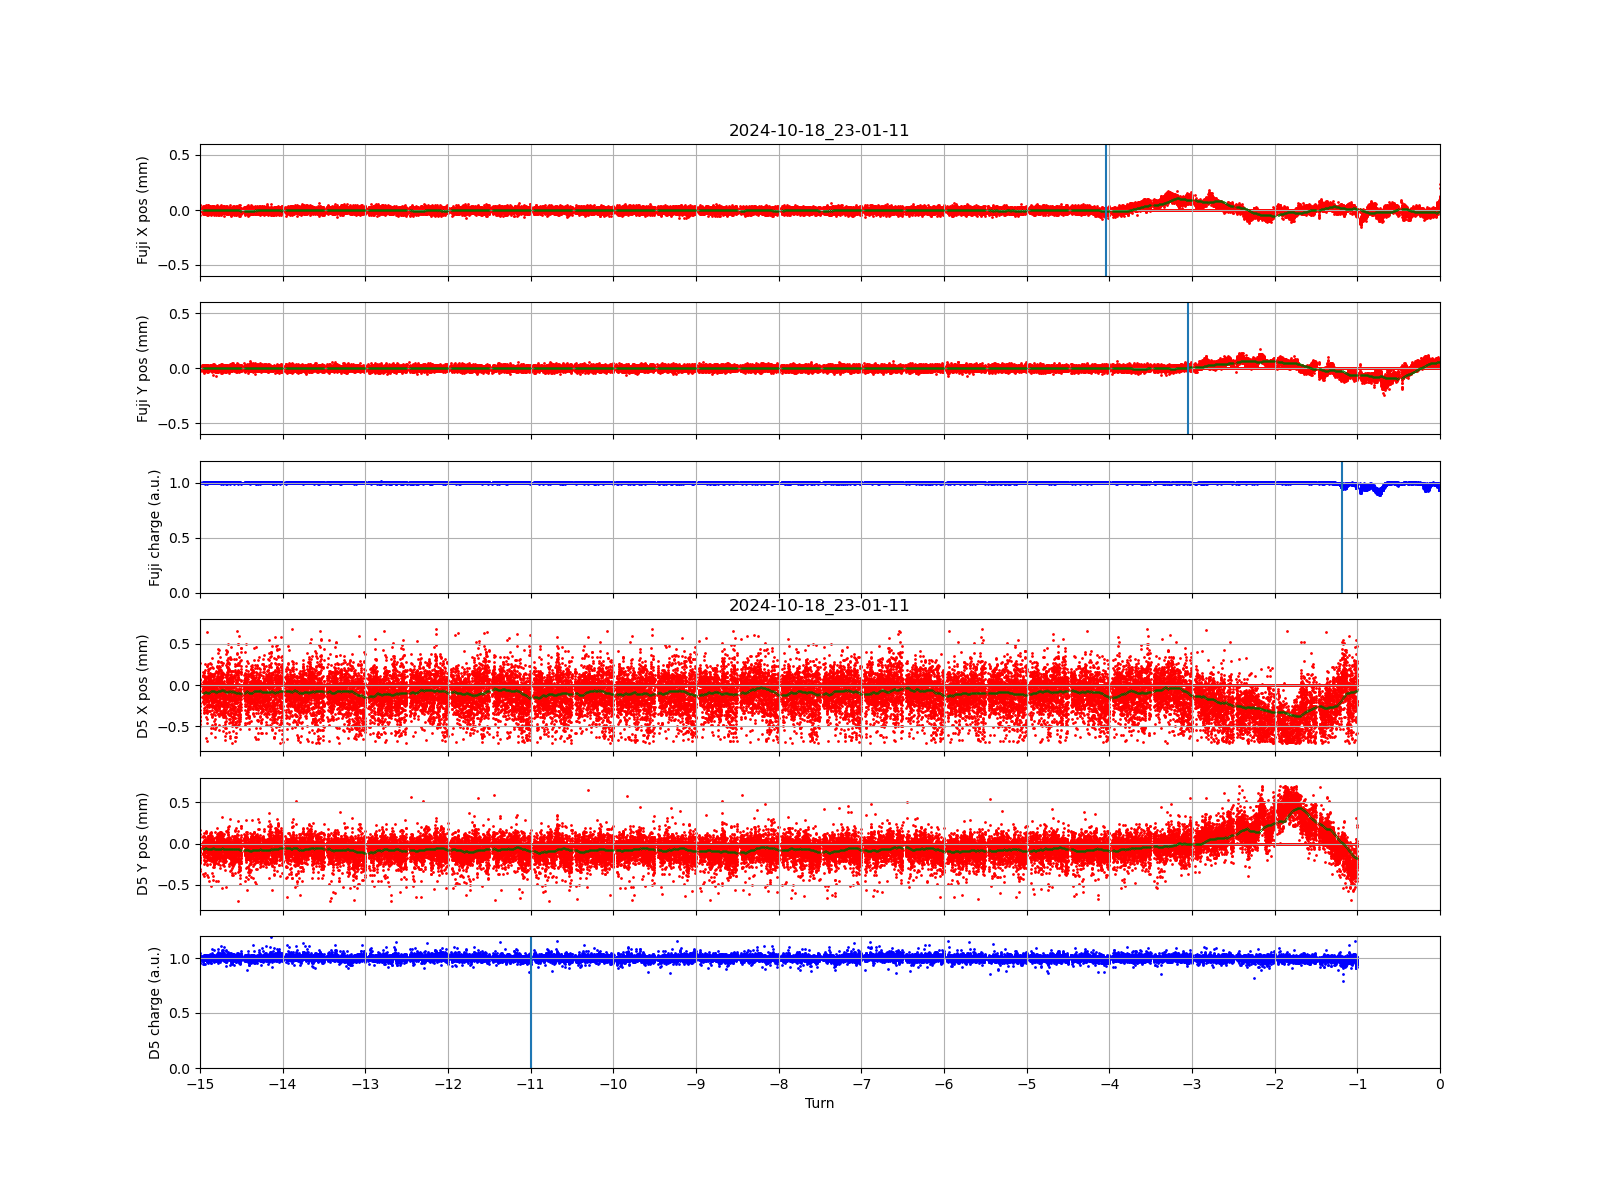 2024-10-18_23-01-11
Fuji X pos (mm)
0.5
0.0
−0.5
Fuji Y pos (mm)
0.5
0.0
−0.5
Fuji charge (a.u.)
1.0
0.5
0.0
2024-10-18_23-01-11
D5 X pos (mm)
0.5
0.0
−0.5
D5 Y pos (mm)
0.5
0.0
−0.5
D5 charge (a.u.)
1.0
0.5
0.0
−15 −14 −13 −12 −11 −10 −9 −8 −7 −6 −5 −4 −3 −2 −1 0
Turn